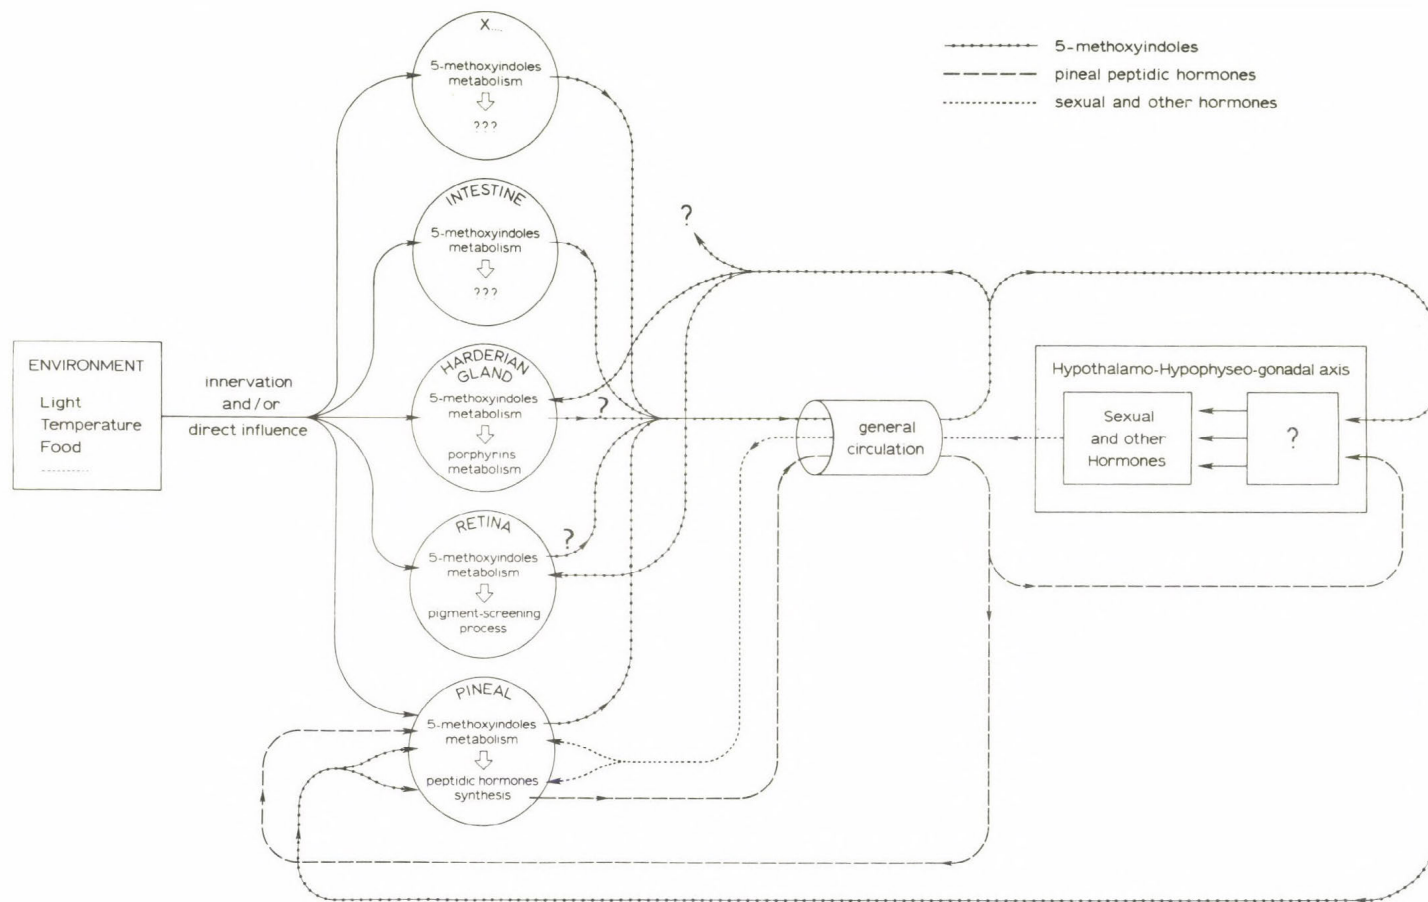 X....
5-methoxyindoles
metabolism
???
5-methoxyindoles
pineal peptidic hormones
sexual and other hormones
INTESTINE
5-methoxyindoles
metabolism
???
?
ENVIRONMENT
Light
Temperature
Food
innervation
and/or
direct influence
HARDERIAN
GLAND
5-methoxyindoles
metabolism
porphyrins
metabolism
?
general
circulation
Hypothalamo-Hypophyseo-gonadal axis
Sexual
and other
Hormones
?
RETINA
5-methoxyindoles
metabolism
pigment-screening
process
?
PINEAL
5-methoxyindoles
metabolism
peptidic hormones
synthesis